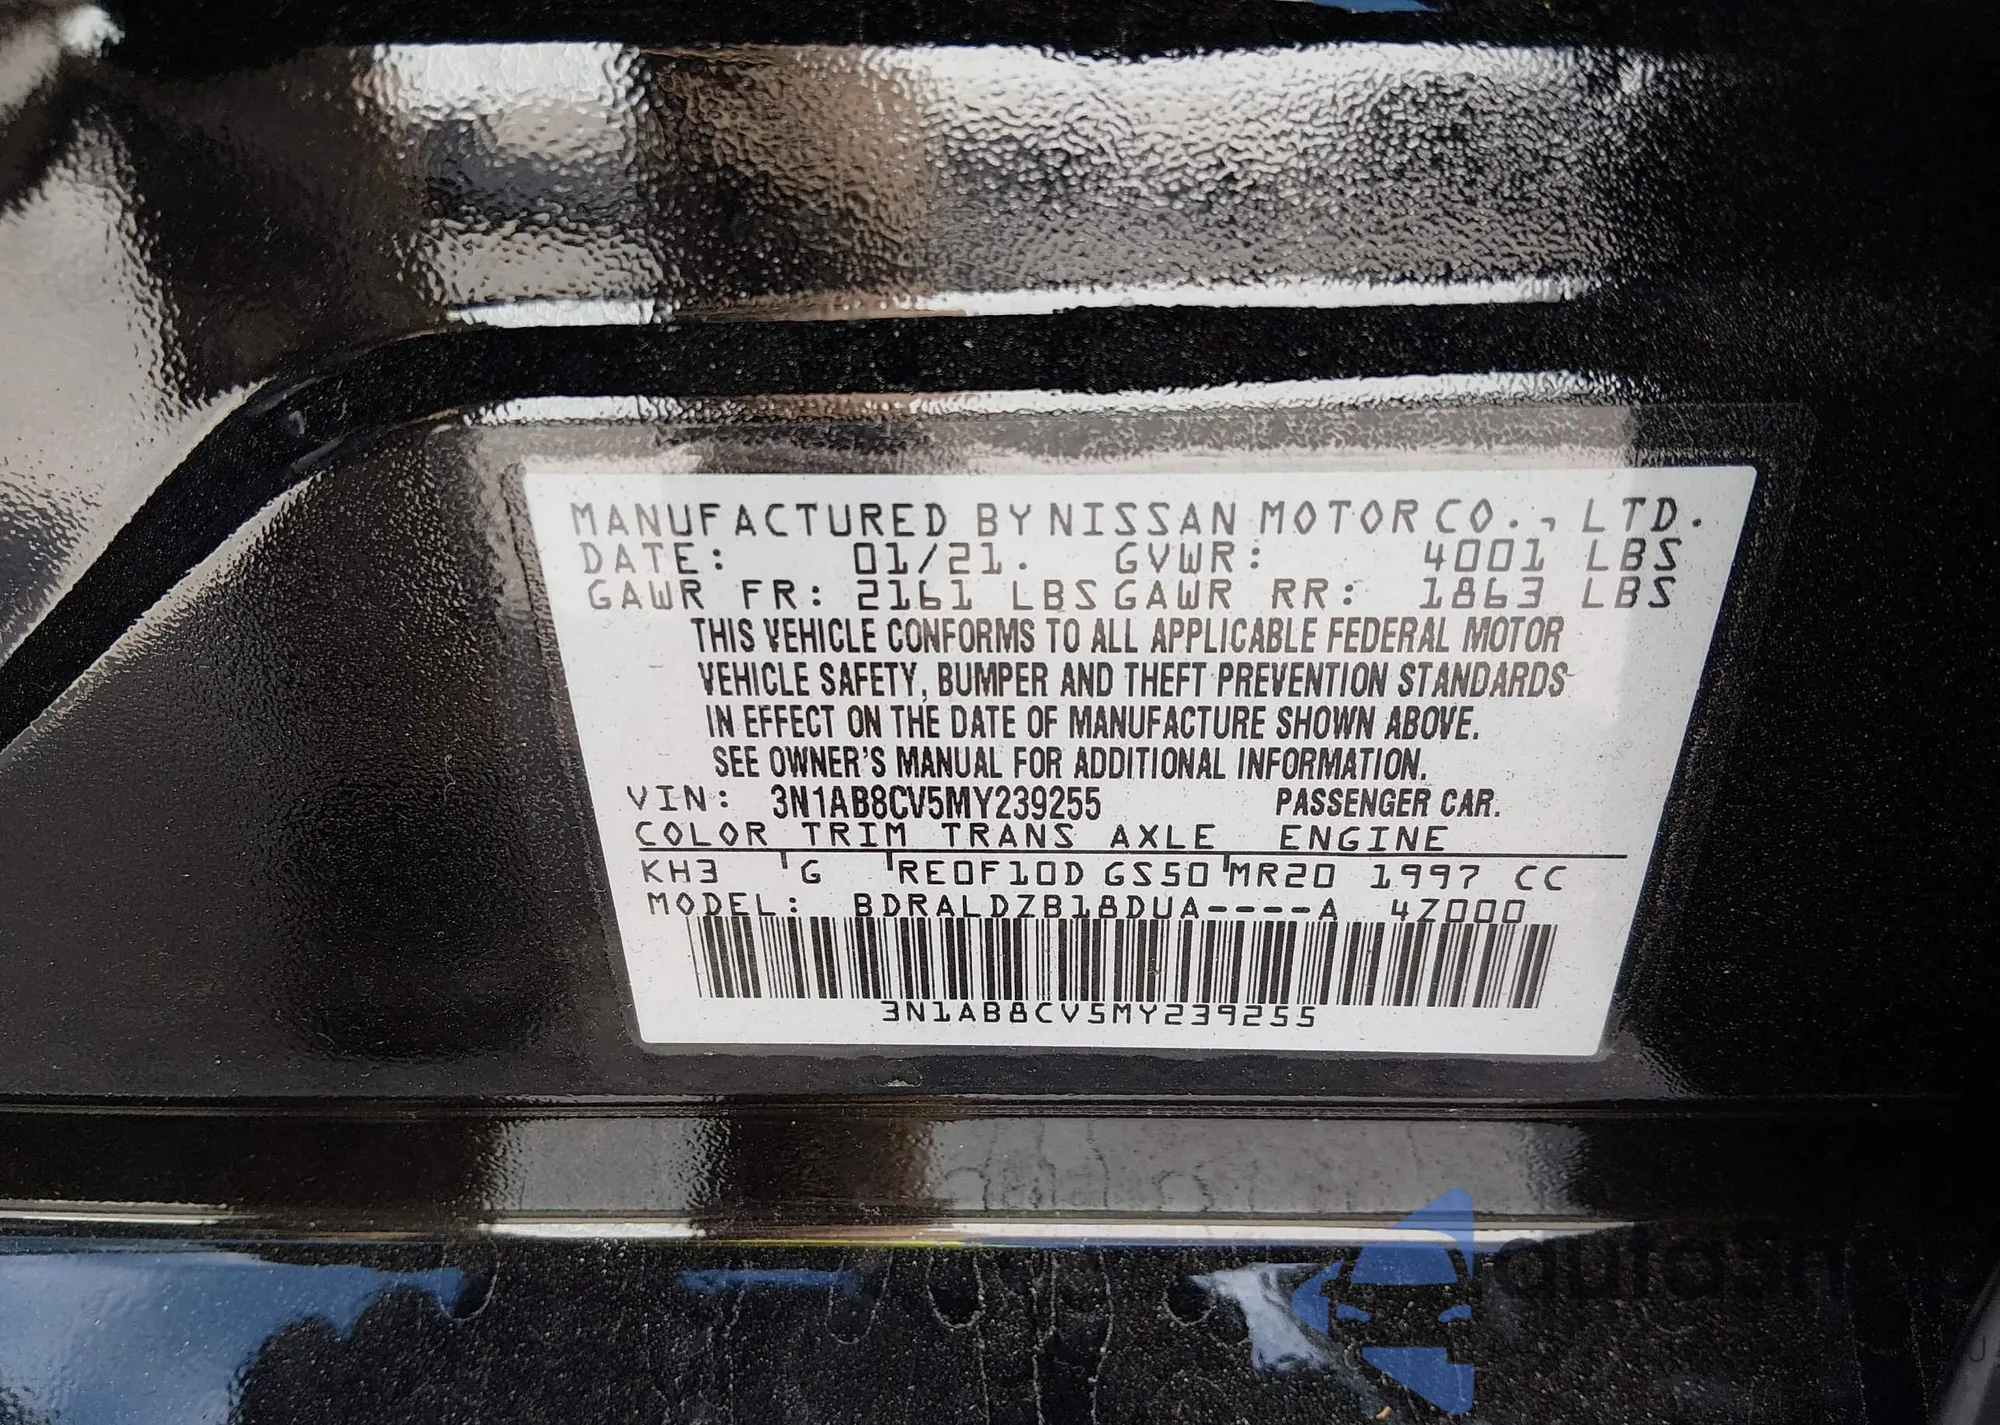 MANUFACTURED BY NISSAN MOTOR CO., LTD.
DATE: 01/21. GVWR: 4001 LBS
GAWR FR: 2161 LBS GAWR RR: 1863 LBS
THIS VEHICLE CONFORMS TO ALL APPLICABLE FEDERAL MOTOR
VEHICLE SAFETY, BUMPER AND THEFT PREVENTION STANDARDS
IN EFFECT ON THE DATE OF MANUFACTURE SHOWN ABOVE.
SEE OWNER'S MANUAL FOR ADDITIONAL INFORMATION.
VIN: 3N1AB8CV5MY239255 PASSENGER CAR.
COLOR TRIM TRANS AXLE ENGINE
KH3 G RE0F10D GS50 MR20 1997 CC
MODEL: BDRALDZB18DUA----A 4Z000
3N1AB8CV5MY239255